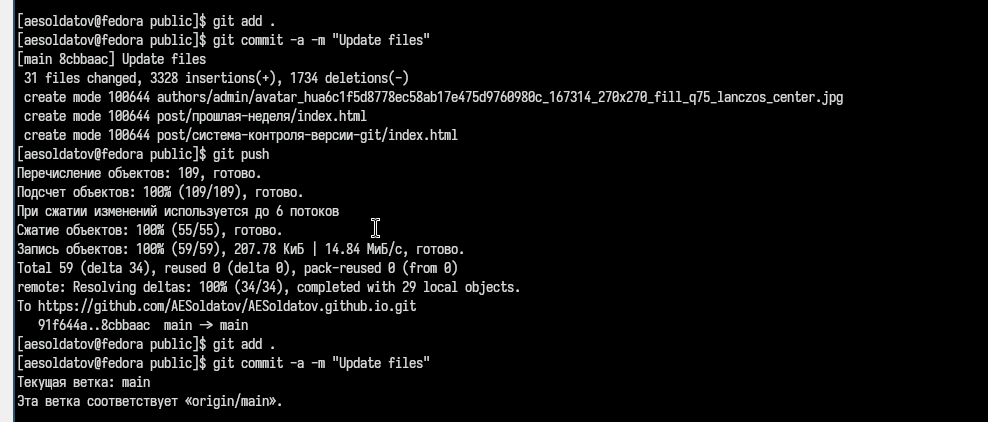 [aesoldatov@fedora public]$ git add .
[aesoldatov@fedora public]$ git commit -a -m "Update files"
[main 8cbbaac] Update files
31 files changed, 3328 insertions(+), 1734 deletions(-)
create mode 100644 authors/admin/avatar_hua6c1f5d8778ec58ab17e475d9760980c_167314_270x270_fill_q75_lanczos_center.jpg
create mode 100644 post/прошлая-неделя/index.html
create mode 100644 post/система-контроля-версии-git/index.html
[aesoldatov@fedora public]$ git push
Перечисление объектов: 109, готово.
Подсчет объектов: 100% (109/109), готово.
При сжатии изменений используется до 6 потоков
Сжатие объектов: 100% (55/55), готово.
Запись объектов: 100% (59/59), 207.78 КиБ | 14.84 МиБ/с, готово.
Total 59 (delta 34), reused 0 (delta 0), pack-reused 0 (from 0)
remote: Resolving deltas: 100% (34/34), completed with 29 local objects.
To https://github.com/AESoldatov/AESoldatov.github.io.git
91f644a..8cbbaac  main -> main
[aesoldatov@fedora public]$ git add .
[aesoldatov@fedora public]$ git commit -a -m "Update files"
Текущая ветка: main
Эта ветка соответствует «origin/main».